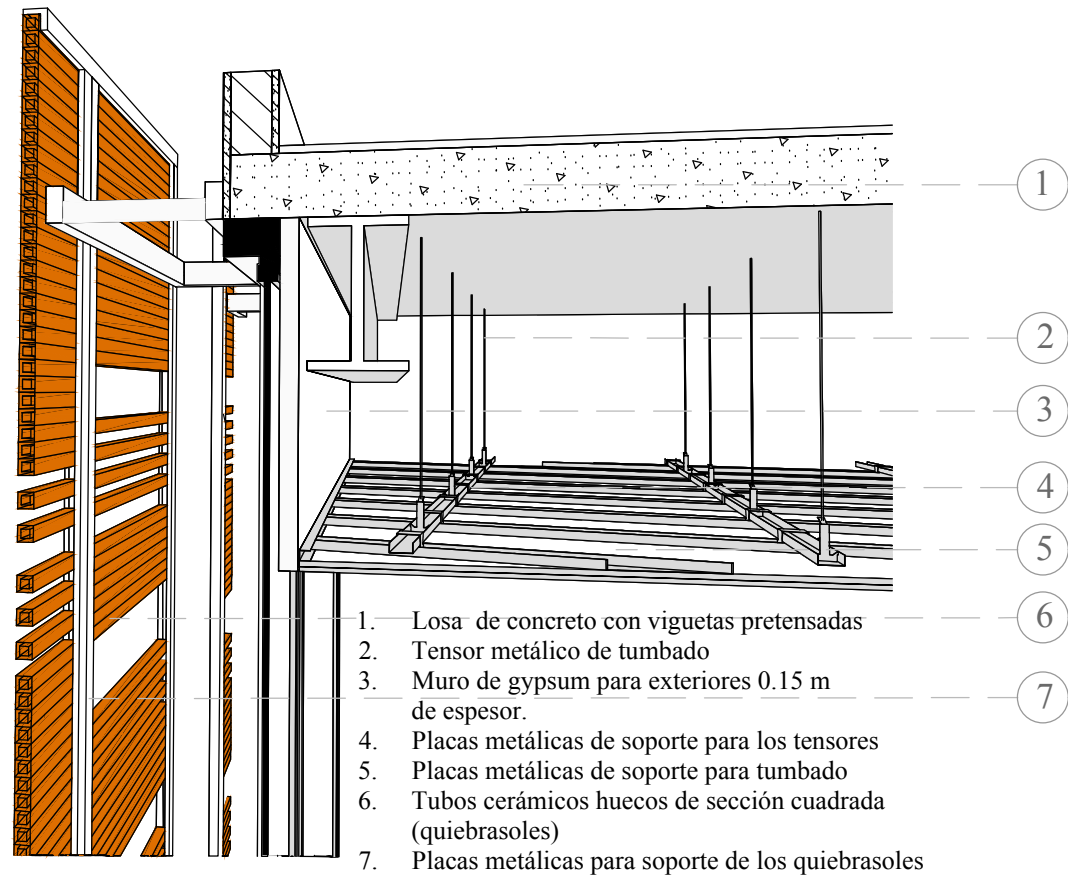 1
2
3
4
5
6
7
1. Losa de concreto con viguetas pretensadas
2. Tensor metálico de tumbado
3. Muro de gypsum para exteriores 0.15 m
de espesor.
4. Placas metálicas de soporte para los tensores
5. Placas metálicas de soporte para tumbado
6. Tubos cerámicos huecos de sección cuadrada
(quiebrasoles)
7. Placas metálicas para soporte de los quiebrasoles